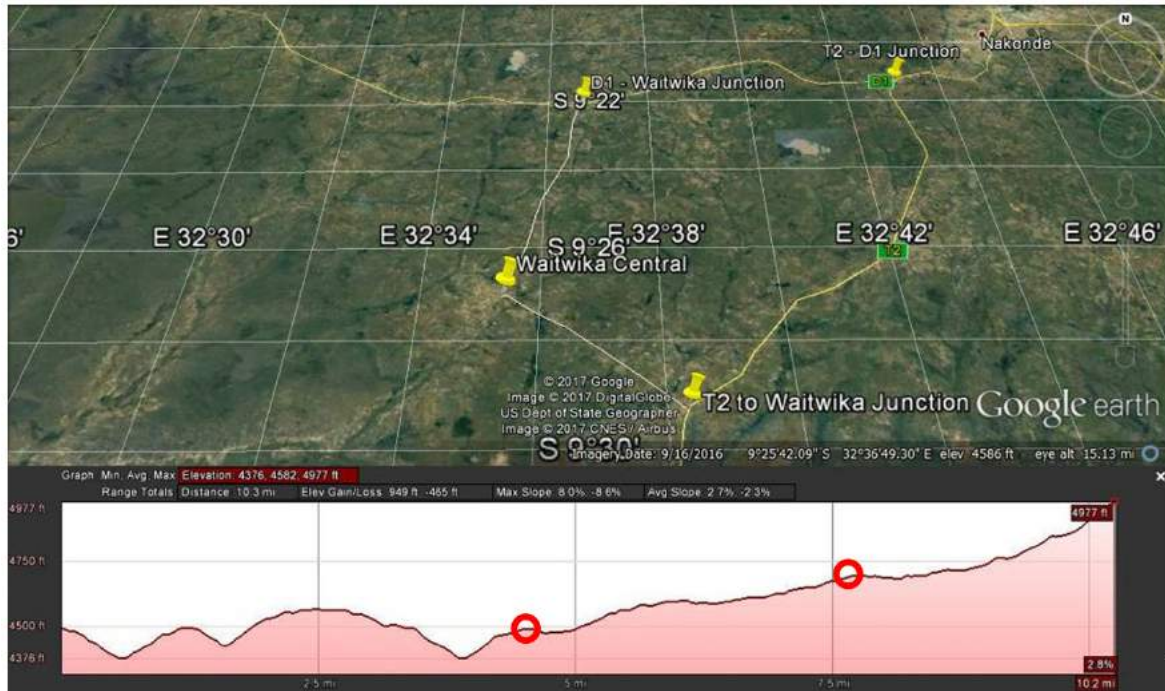 N
T2 - D1 Junction
Nakonde
D1
D1 - Waitwika Junction
S 9°22'
6'
E 32°30'
E 32°34'
E 32°38'
E 32°42'
E 32°46'
S 9°26'
T2
Waitwika Central
© 2017 Google
Image © 2017 DigitalGlobe
US Dept of State Geographer
Image © 2017 CNES / Airbus
T2 to Waitwika Junction
Google earth
S 9°30'
Imagery Date: 9/16/2016 9°25'42.09" S 32°36'49.30" E elev 4586 ft eye alt 15.13 mi
Graph: Min, Avg, Max Elevation: 4376, 4582, 4977 ft
Range Totals: Distance: 10.3 mi Elev Gain/Loss: 949 ft, -465 ft Max Slope: 8.0%, -8.6% Avg Slope: 2.7%, -2.3%
4977 ft
4977 ft
4750 ft
4500 ft
4376 ft
2.8%
2.5 mi
5 mi
7.5 mi
10.2 mi